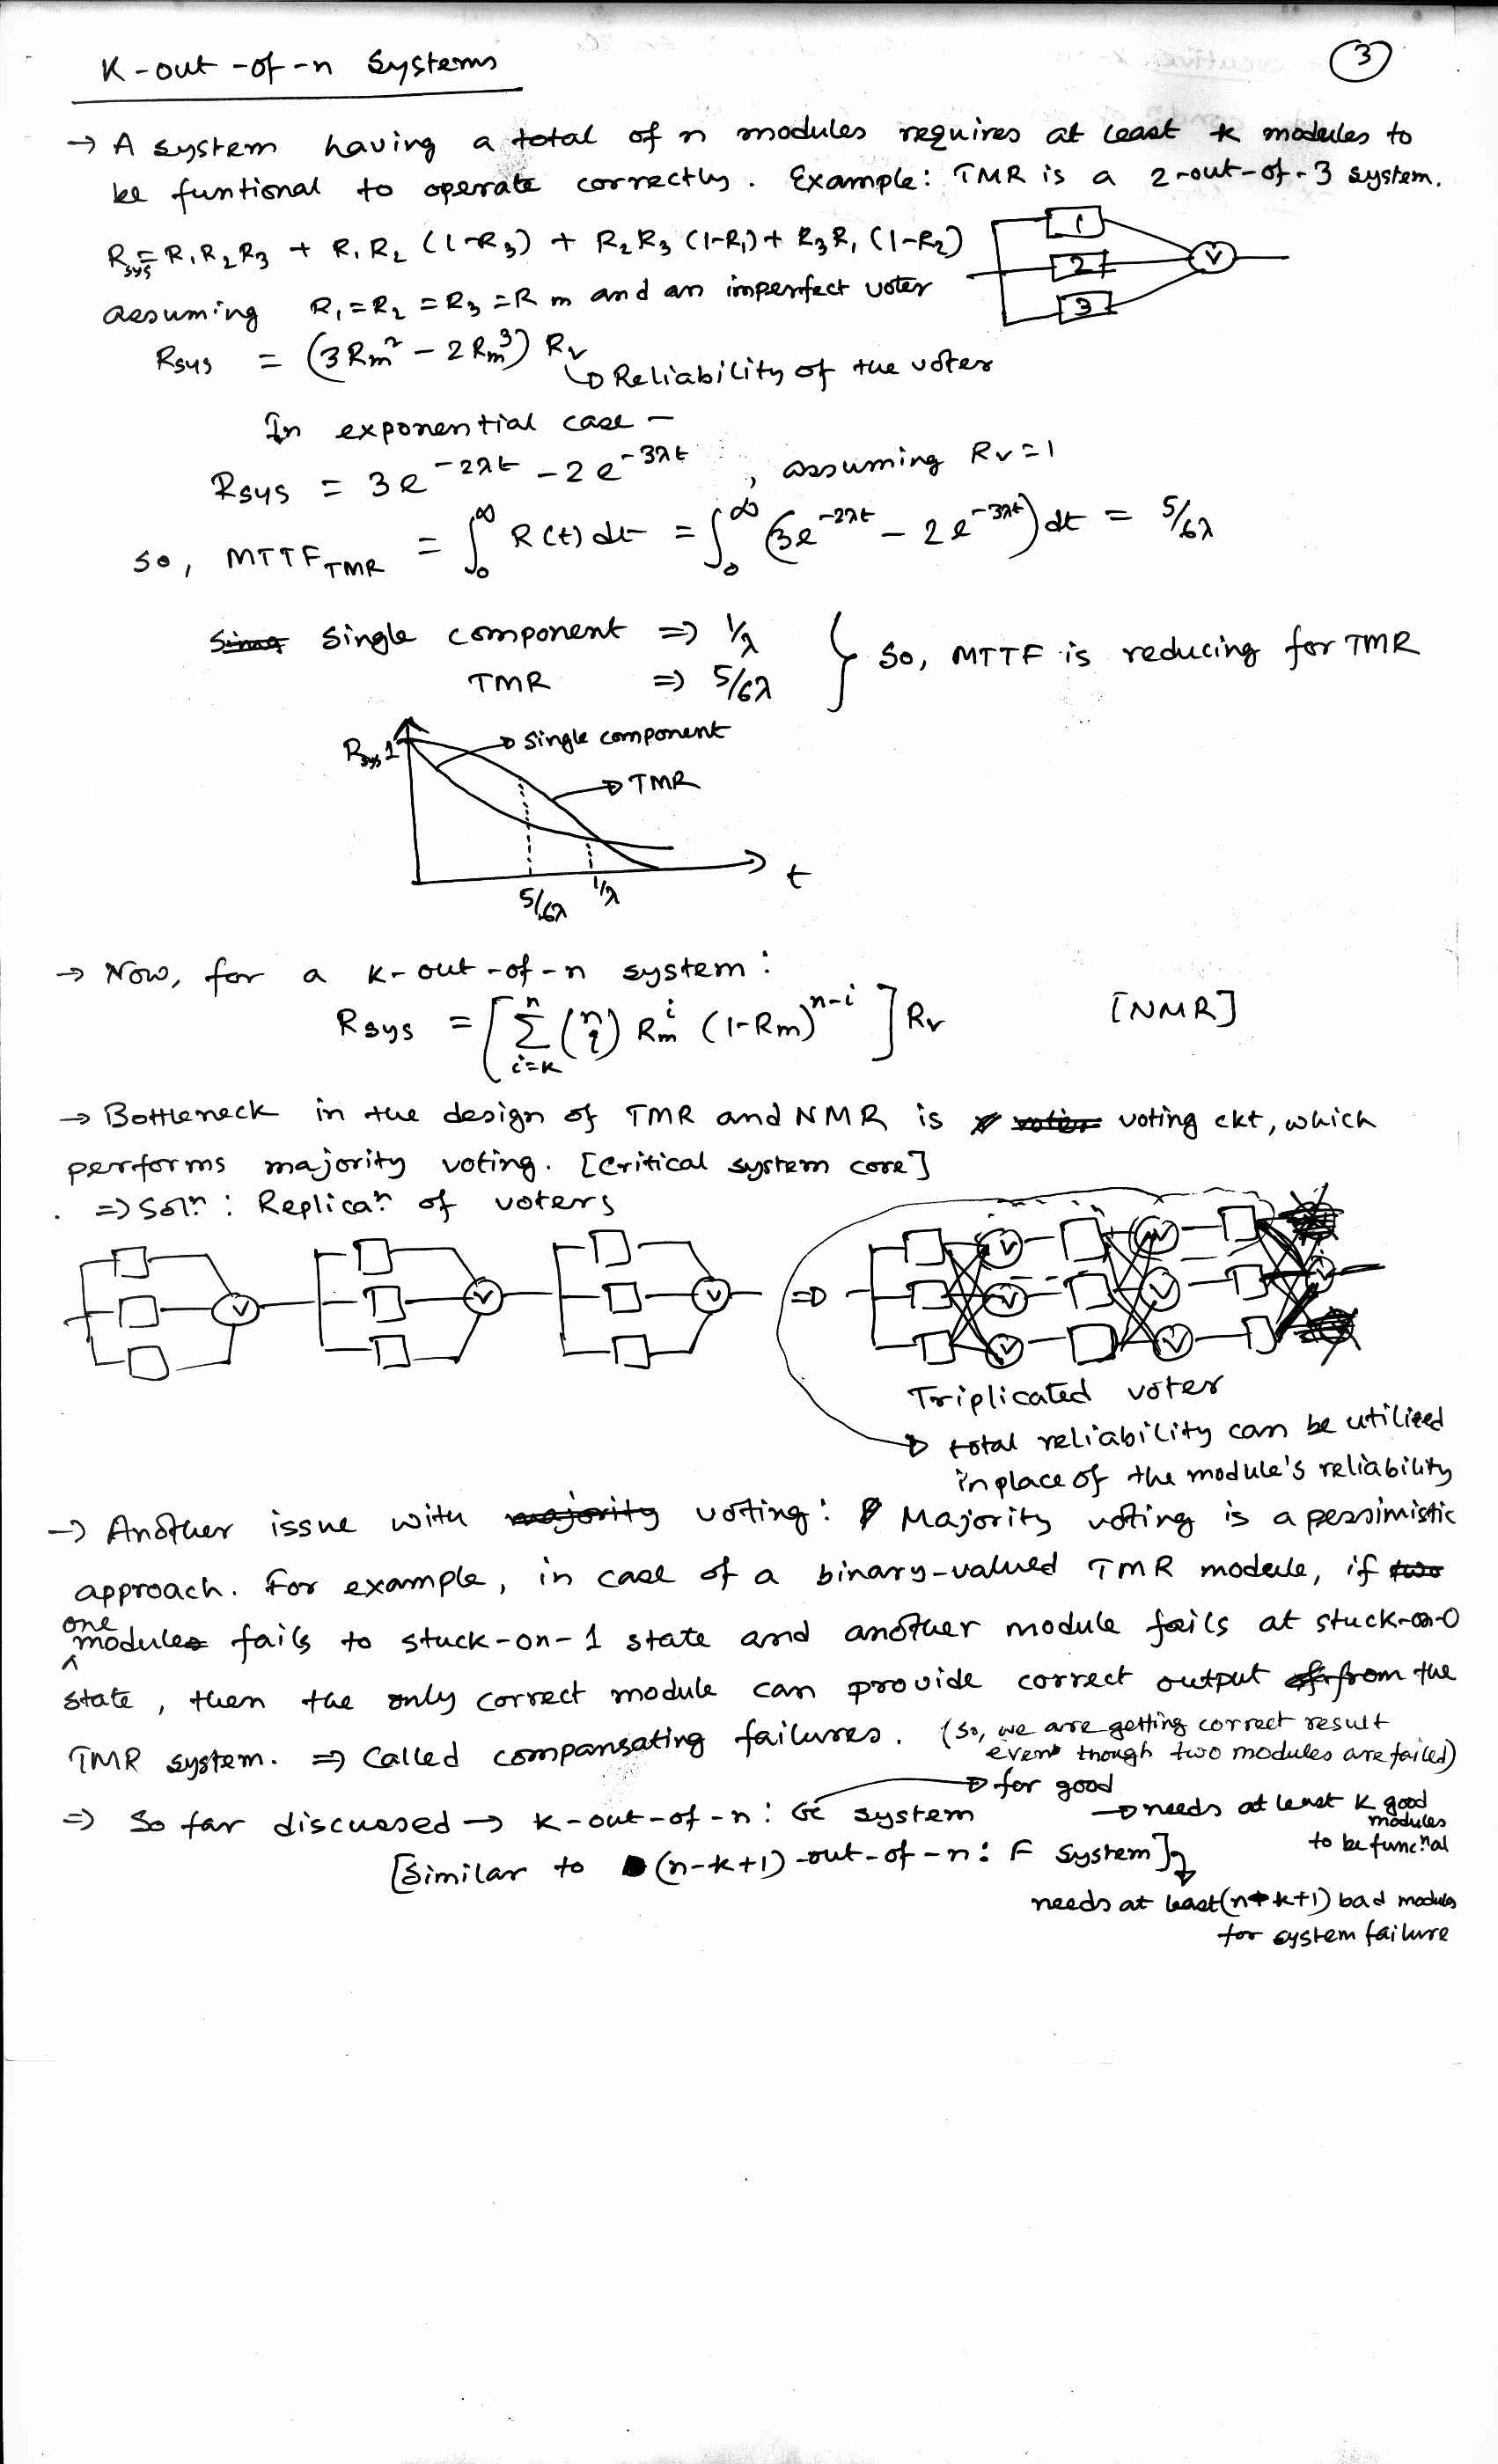 K-out-of-n Systems
3
→ A system having a total of n modules requires at least k modules to
be funtional to operate correctly. Example: TMR is a 2-out-of-3 system.
1
2
3
V
Rsys = R1R2R3 + R1R2 (1-R3) + R2R3 (1-R1) + R3R1 (1-R2)
assuming R1=R2=R3=Rm and an imperfect voter
Rsys = (3Rm² - 2Rm³) Rv
↳ Reliability of the voter
In exponential case -
Rsys = 3e^-2λt - 2e^-3λt, assuming Rv=1
So, MTTF_TMR = ∫₀^∞ R(t) dt = ∫₀^∞ (3e^-2λt - 2e^-3λt) dt = 5/6λ
Single component ⇒ 1/λ
TMR ⇒ 5/6λ
} So, MTTF is reducing for TMR
Rsys 1
→ Single component
→ TMR
t
5/6λ 1/λ
→ Now, for a K-out-of-n system:
Rsys = [ Σ_{i=k}^{n} (n i) Rm^i (1-Rm)^n-i ] Rv [NMR]
→ Bottleneck in the design of TMR and NMR is voting ckt, which
performs majority voting. [Critical system core]
⇒ Solⁿ: Replicaⁿ of voters
V V V ⇒ V V V V V V V
Triplicated voter
→ total reliability can be utilized
in place of the module's reliability
→ Another issue with voting: Majority voting is a pessimistic
approach. For example, in case of a binary-valued TMR module, if
one module fails to stuck-on-1 state and another module fails at stuck-on-0
state, then the only correct module can provide correct output from the
TMR system. ⇒ Called compansating failures. (So, we are getting correct result
even though two modules are failed)
→ for good
⇒ So far discussed → k-out-of-n: G system
→ needs at least k good
modules
to be funcⁿal
[Similar to (n-k+1)-out-of-n: F System]
needs at least (n-k+1) bad modules
for system failure